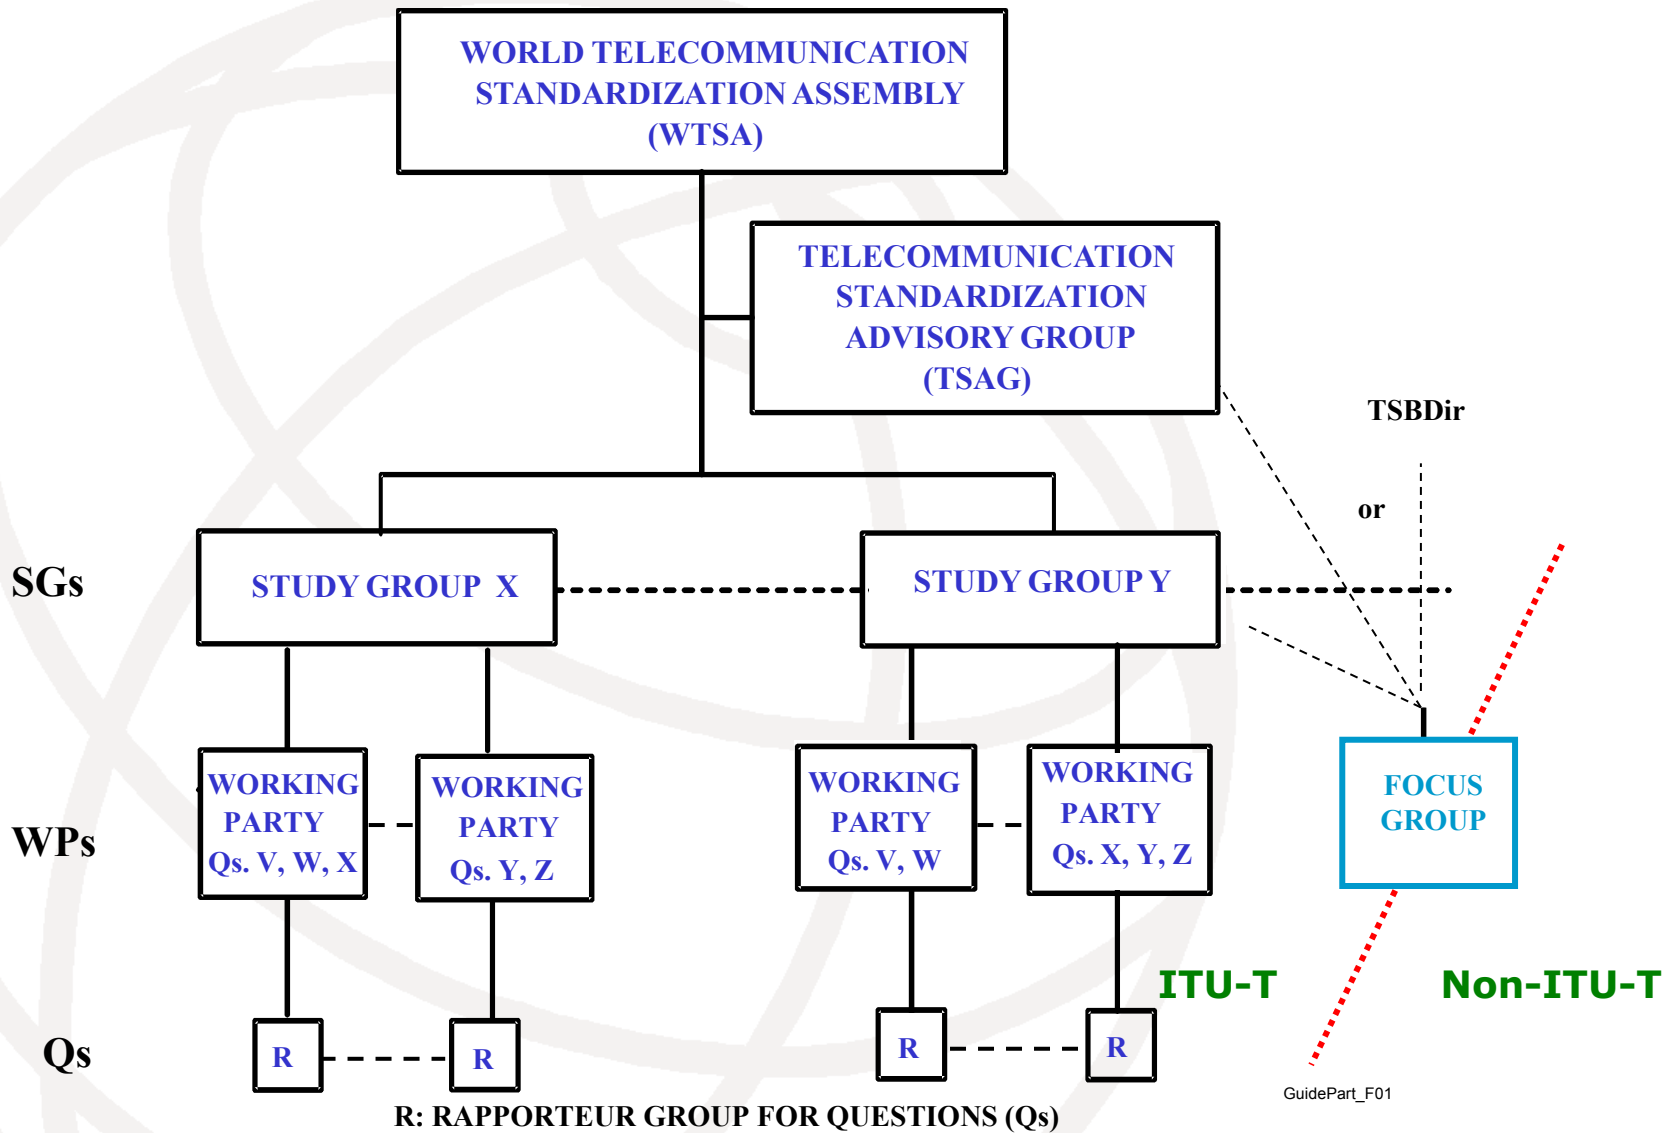 WORLD TELECOMMUNICATION
STANDARDIZATION ASSEMBLY
(WTSA)
TELECOMMUNICATION
STANDARDIZATION
ADVISORY GROUP
(TSAG)
TSBDir
or
SGs
STUDY GROUP X
STUDY GROUP Y
WPs
WORKING
PARTY
Qs. V, W, X
WORKING
PARTY
Qs. Y, Z
WORKING
PARTY
Qs. V, W
WORKING
PARTY
Qs. X, Y, Z
FOCUS
GROUP
ITU-T
Non-ITU-T
Qs
R
R
R
R
GuidePart_F01
R: RAPPORTEUR GROUP FOR QUESTIONS (Qs)